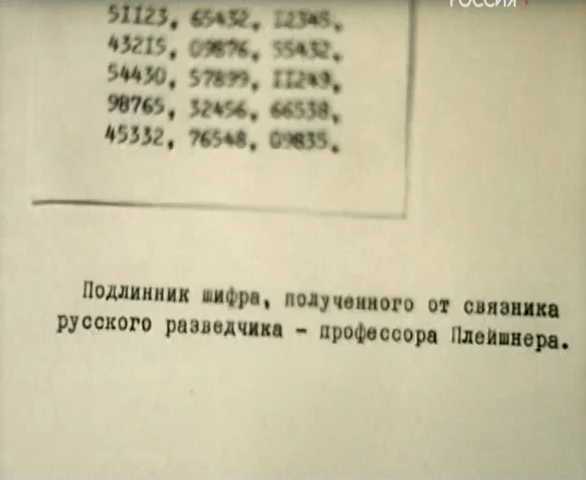 РОССИЯ
51123, 65432, 12345.
43215, 09876, 55432.
54430, 57899, 11249.
98765, 32456, 66538.
45332, 76548, 09835.
Подлинник шифра, полученного от связника
русского разведчика – профессора Плейшнера.